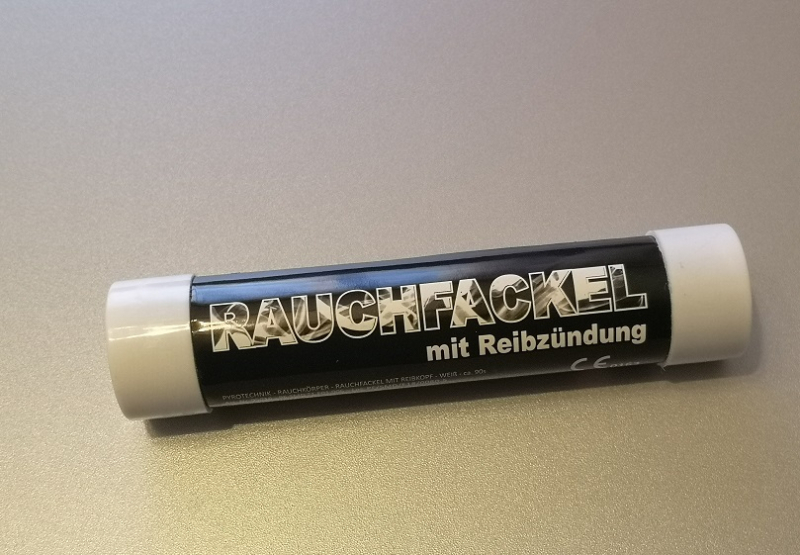 RAUCHFACKEL
mit Reibzündung
CE
PYROTECHNIK - RAUCHKÖRPER - RAUCHFACKEL MIT REIBKOPF - WEIß - ca. 90s